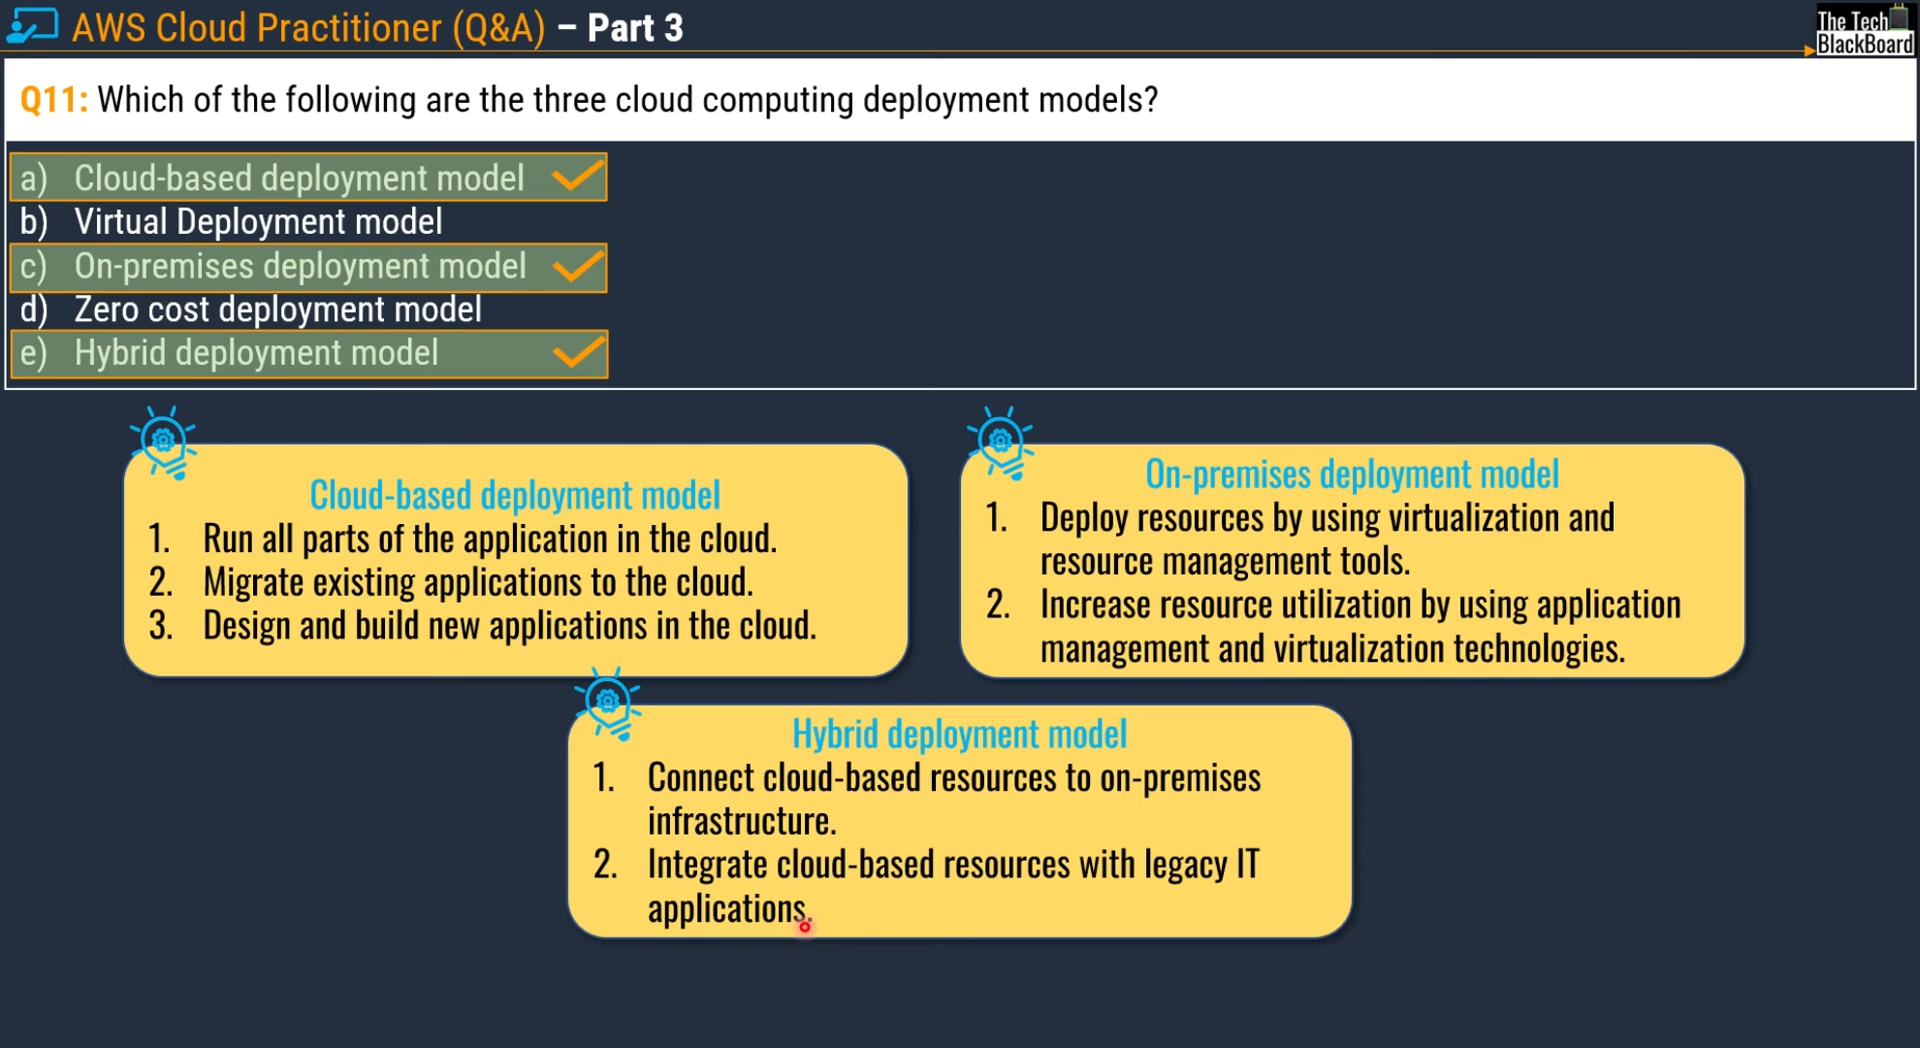 AWS Cloud Practitioner (Q&A) – Part 3
The Tech
BlackBoard
Q11: Which of the following are the three cloud computing deployment models?
a) Cloud-based deployment model
b) Virtual Deployment model
c) On-premises deployment model
d) Zero cost deployment model
e) Hybrid deployment model
Cloud-based deployment model
1. Run all parts of the application in the cloud.
2. Migrate existing applications to the cloud.
3. Design and build new applications in the cloud.
On-premises deployment model
1. Deploy resources by using virtualization and
resource management tools.
2. Increase resource utilization by using application
management and virtualization technologies.
Hybrid deployment model
1. Connect cloud-based resources to on-premises
infrastructure.
2. Integrate cloud-based resources with legacy IT
applications.